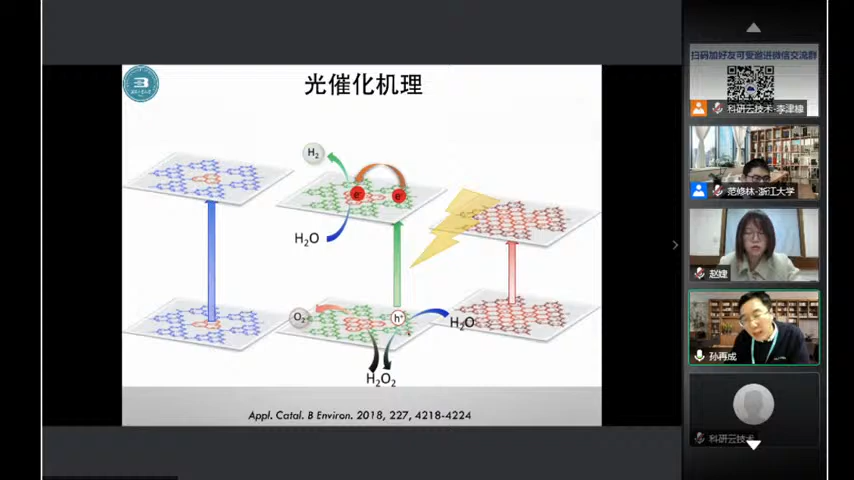 光催化机理
H₂
e⁻
e⁻
H₂O
O₂
h⁺
H₂O
H₂O₂
Appl. Catal. B Environ. 2018, 227, 4218-4224
扫码加好友可受邀进微信交流群
科研云技术-李津橞
范修林-浙江大学
赵婕
孙再成
科研云技术